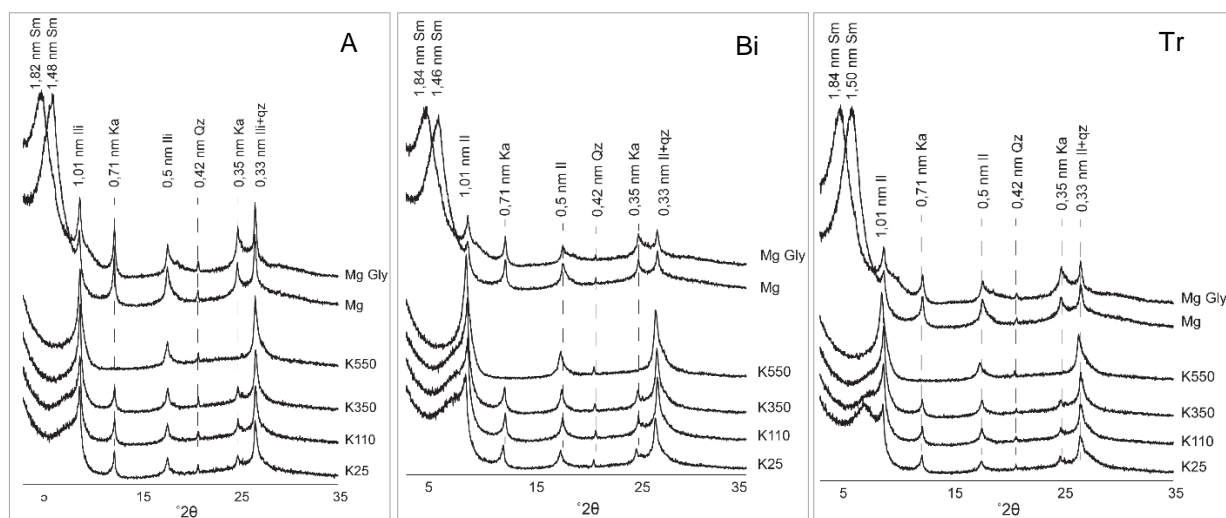 A
1,82 nm Sm
1,48 nm Sm
1,01 nm Ili
0,71 nm Ka
0,5 nm Ili
0,42 nm Qz
0,35 nm Ka
0,33 nm Ili+qz
Mg Gly
Mg
K550
K350
K110
K25
5 15 25 35
°2θ
Bi
1,84 nm Sm
1,46 nm Sm
1,01 nm Il
0,71 nm Ka
0,5 nm Il
0,42 nm Qz
0,35 nm Ka
0,33 nm Il+qz
Mg Gly
Mg
K550
K350
K110
K25
5 15 25 35
°2θ
Tr
1,84 nm Sm
1,50 nm Sm
1,01 nm Il
0,71 nm Ka
0,5 nm Il
0,42 nm Qz
0,35 nm Ka
0,33 nm Il+qz
Mg Gly
Mg
K550
K350
K110
K25
5 15 25 35
°2θ